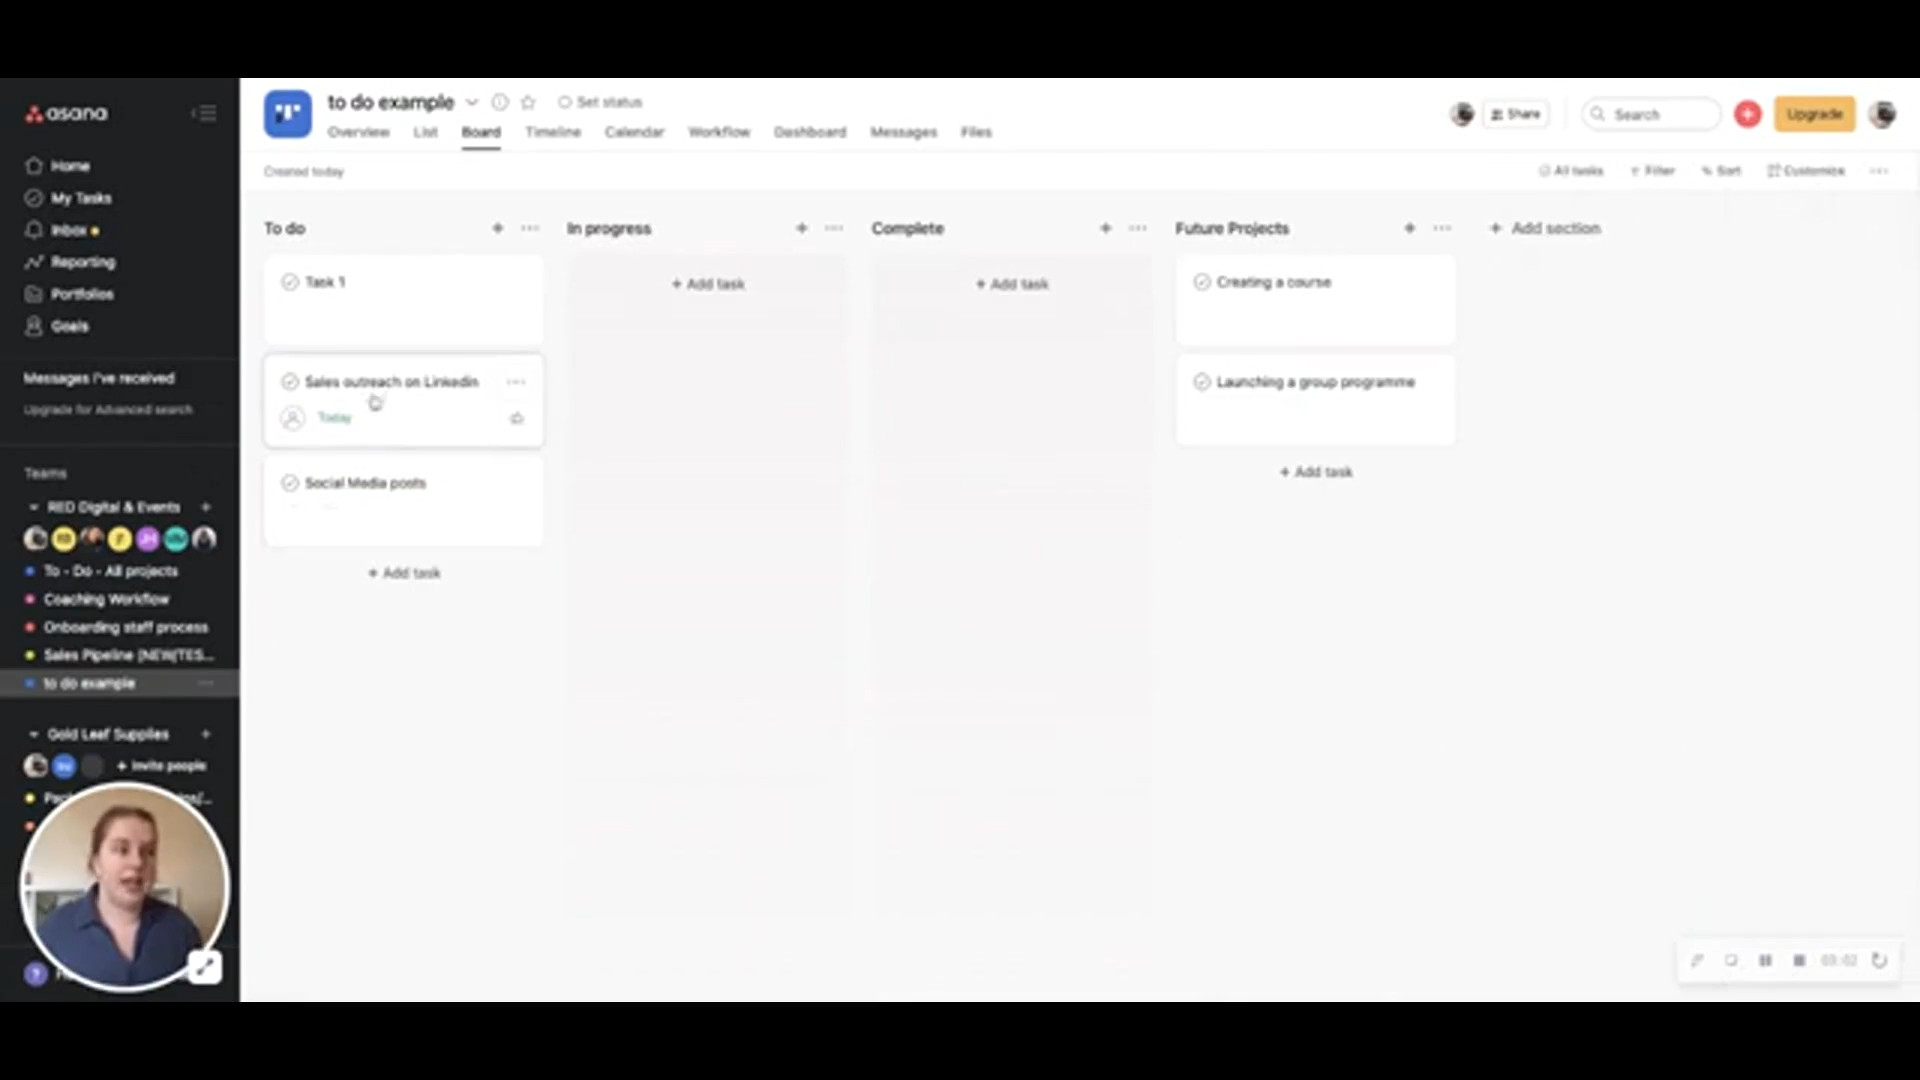 asana
Home
My Tasks
Inbox
Reporting
Portfolios
Goals
Messages I've received
Upgrade for Advanced search
Teams
RED Digital & Events
To - Do - All projects
Coaching Workflow
Onboarding staff process
Sales Pipeline (NEW(TES...
to do example
Gold Leaf Supplies
+ Invite people
to do example
Set status
Overview
List
Board
Timeline
Calendar
Workflow
Dashboard
Messages
Files
Share
Search
Upgrade
Created today
All tasks
Filter
Sort
Customize
To do
Task 1
Sales outreach on Linkedin
Today
Social Media posts
+ Add task
In progress
+ Add task
Complete
+ Add task
Future Projects
Creating a course
Launching a group programme
+ Add task
+ Add section
03:02